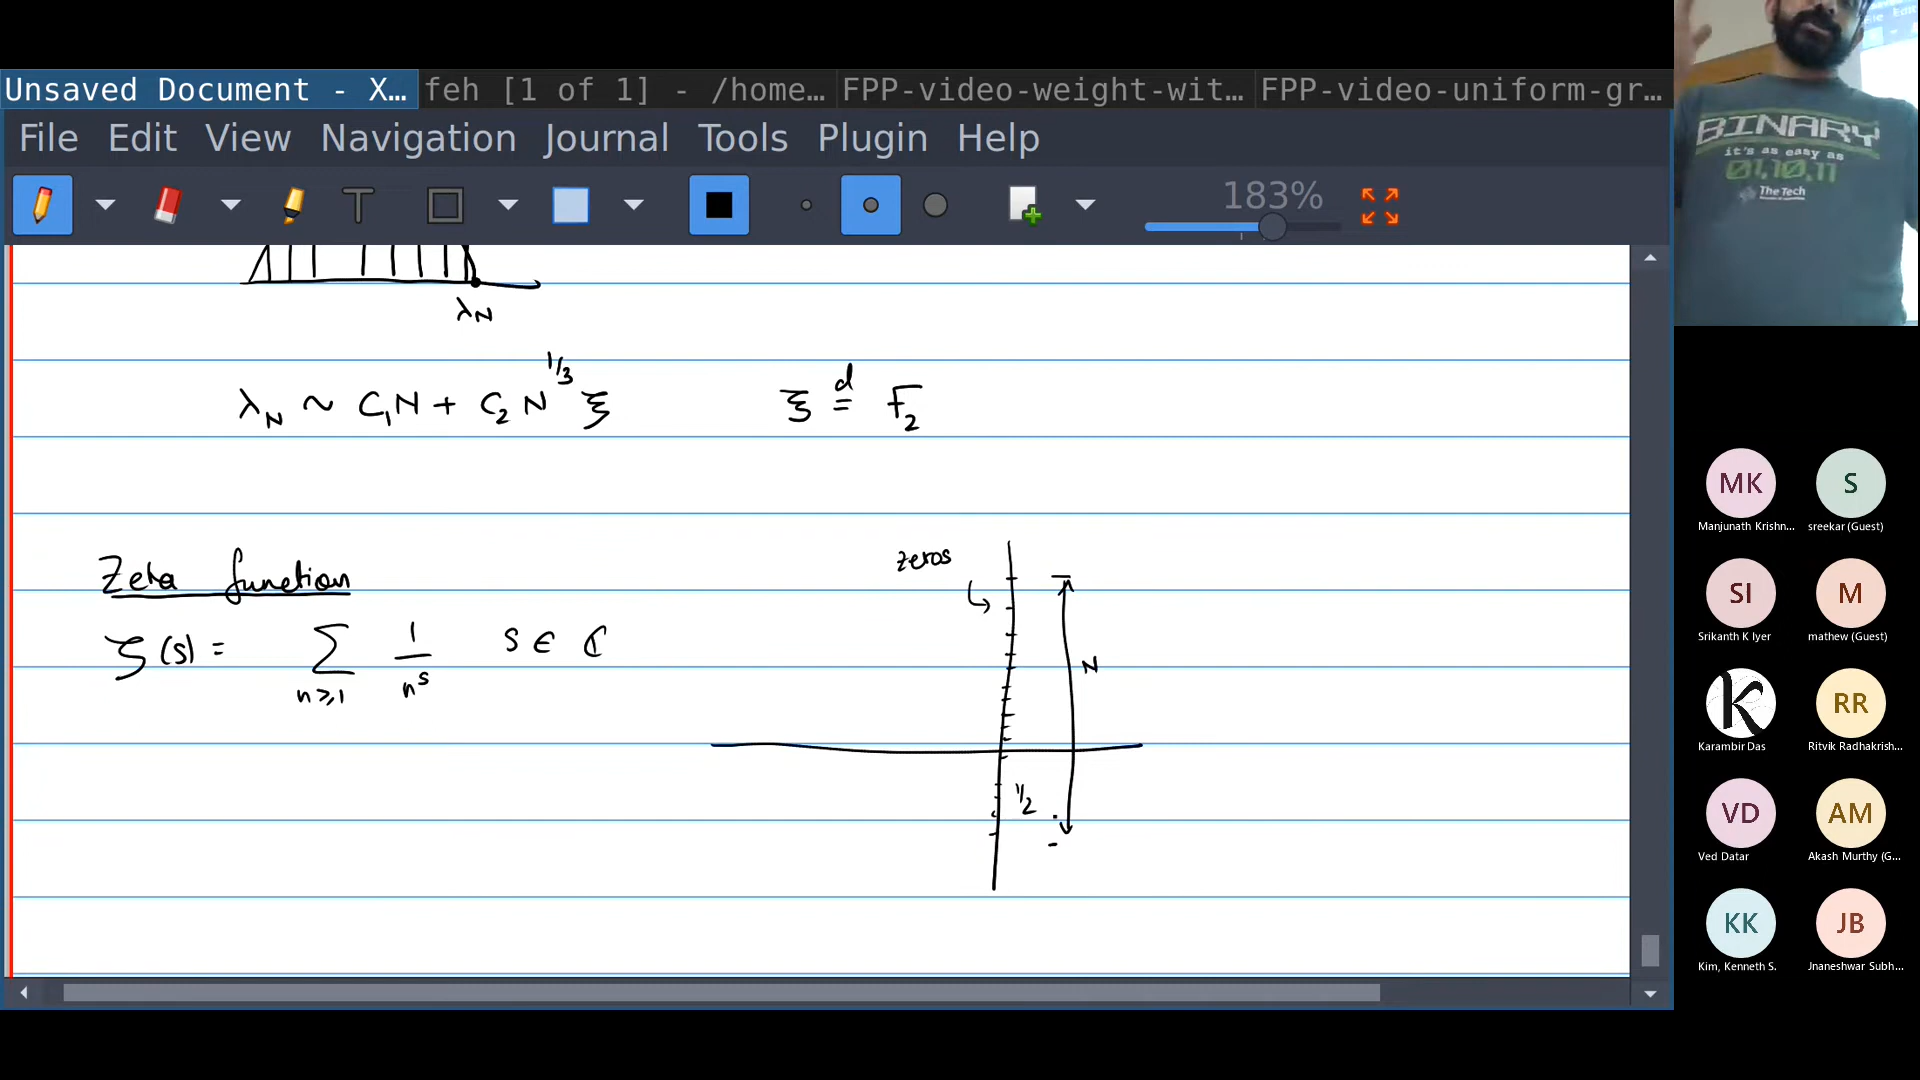 Unsaved Document - X...
feh [1 of 1] - /home...
FPP-video-weight-wit...
FPP-video-uniform-gr...
File Edit View Navigation Journal Tools Plugin Help
183%
λ_N
λ_N ~ C₁N + C₂ N^{1/3} ξ
ξ =^d F₂
Zeta function
ζ(s) = ∑_{n≥1} 1/n^s s ∈ ℂ
zeros
N
1/2
BINARY
it's as easy as
01.10.11
The Tech
MK
Manjunath Krishn...
S
sreekar (Guest)
SI
Srikanth K Iyer
M
mathew (Guest)
K
Karambir Das
RR
Ritvik Radhakrish...
VD
Ved Datar
AM
Akash Murthy (G...
KK
Kim, Kenneth S.
JB
Jnaneshwar Subh...